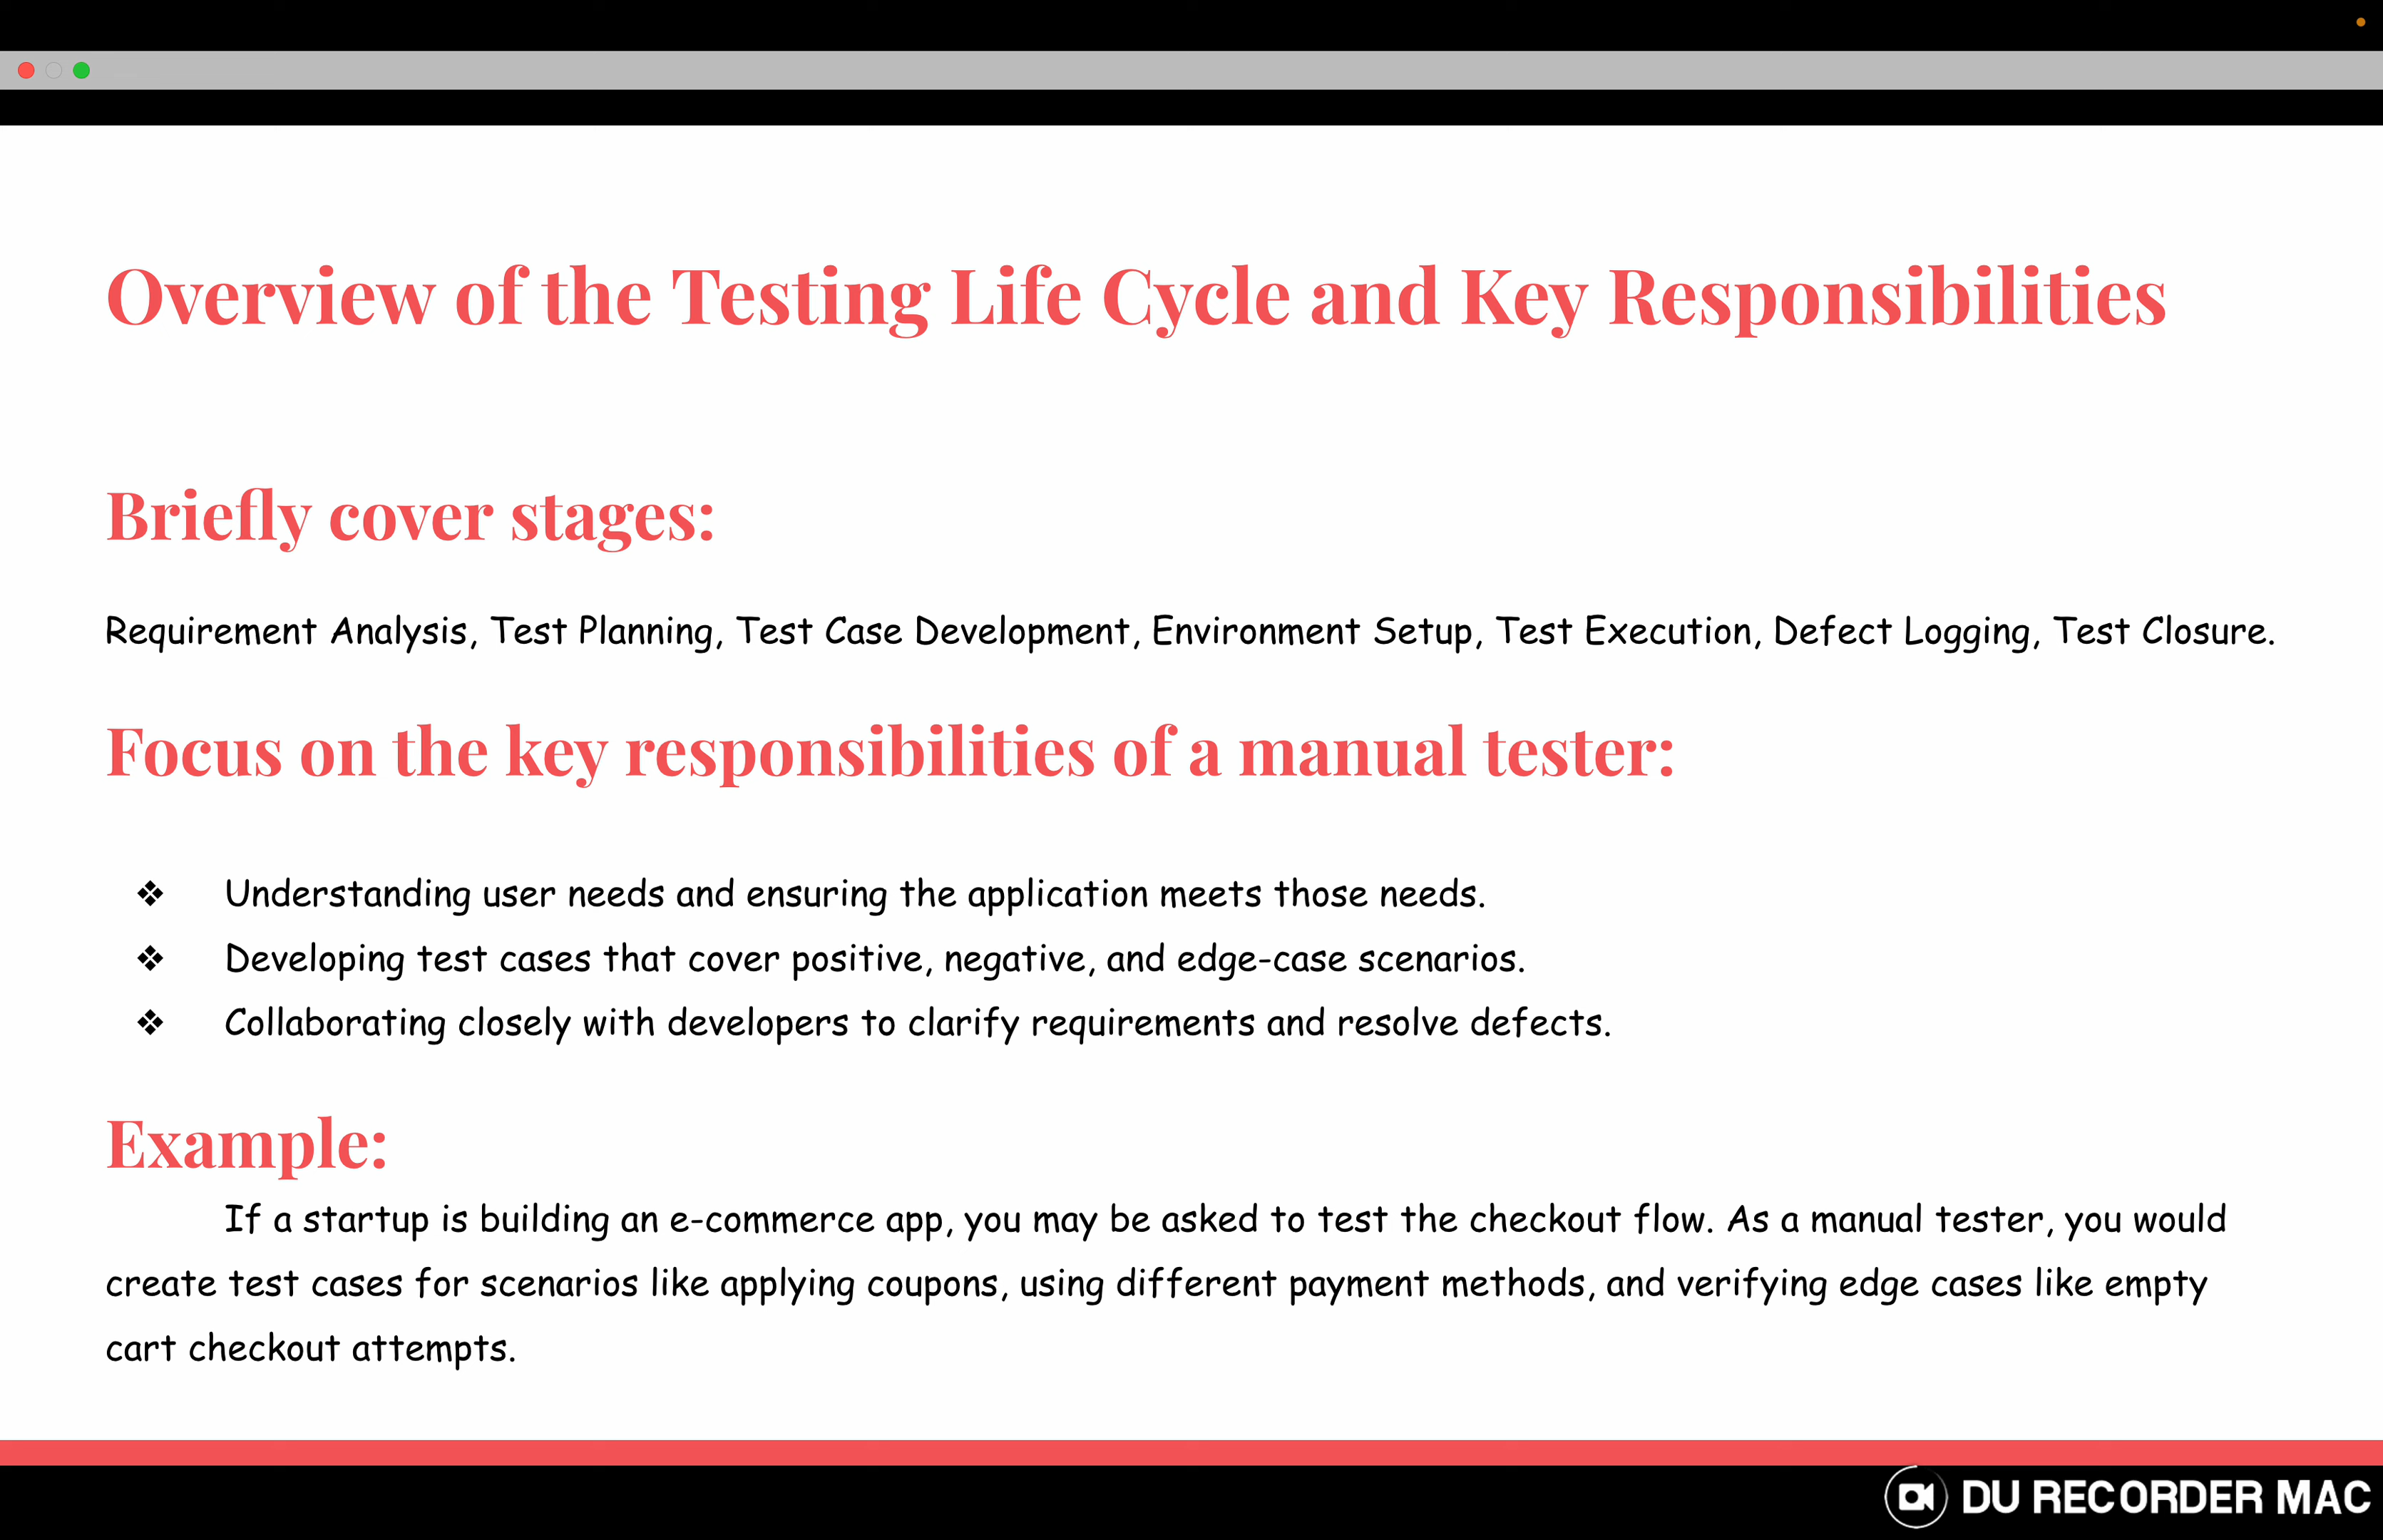 Overview of the Testing Life Cycle and Key Responsibilities
Briefly cover stages:
Requirement Analysis, Test Planning, Test Case Development, Environment Setup, Test Execution, Defect Logging, Test Closure.
Focus on the key responsibilities of a manual tester:
❖ Understanding user needs and ensuring the application meets those needs.
❖ Developing test cases that cover positive, negative, and edge-case scenarios.
❖ Collaborating closely with developers to clarify requirements and resolve defects.
Example:
If a startup is building an e-commerce app, you may be asked to test the checkout flow. As a manual tester, you would
create test cases for scenarios like applying coupons, using different payment methods, and verifying edge cases like empty
cart checkout attempts.
DU RECORDER MAC